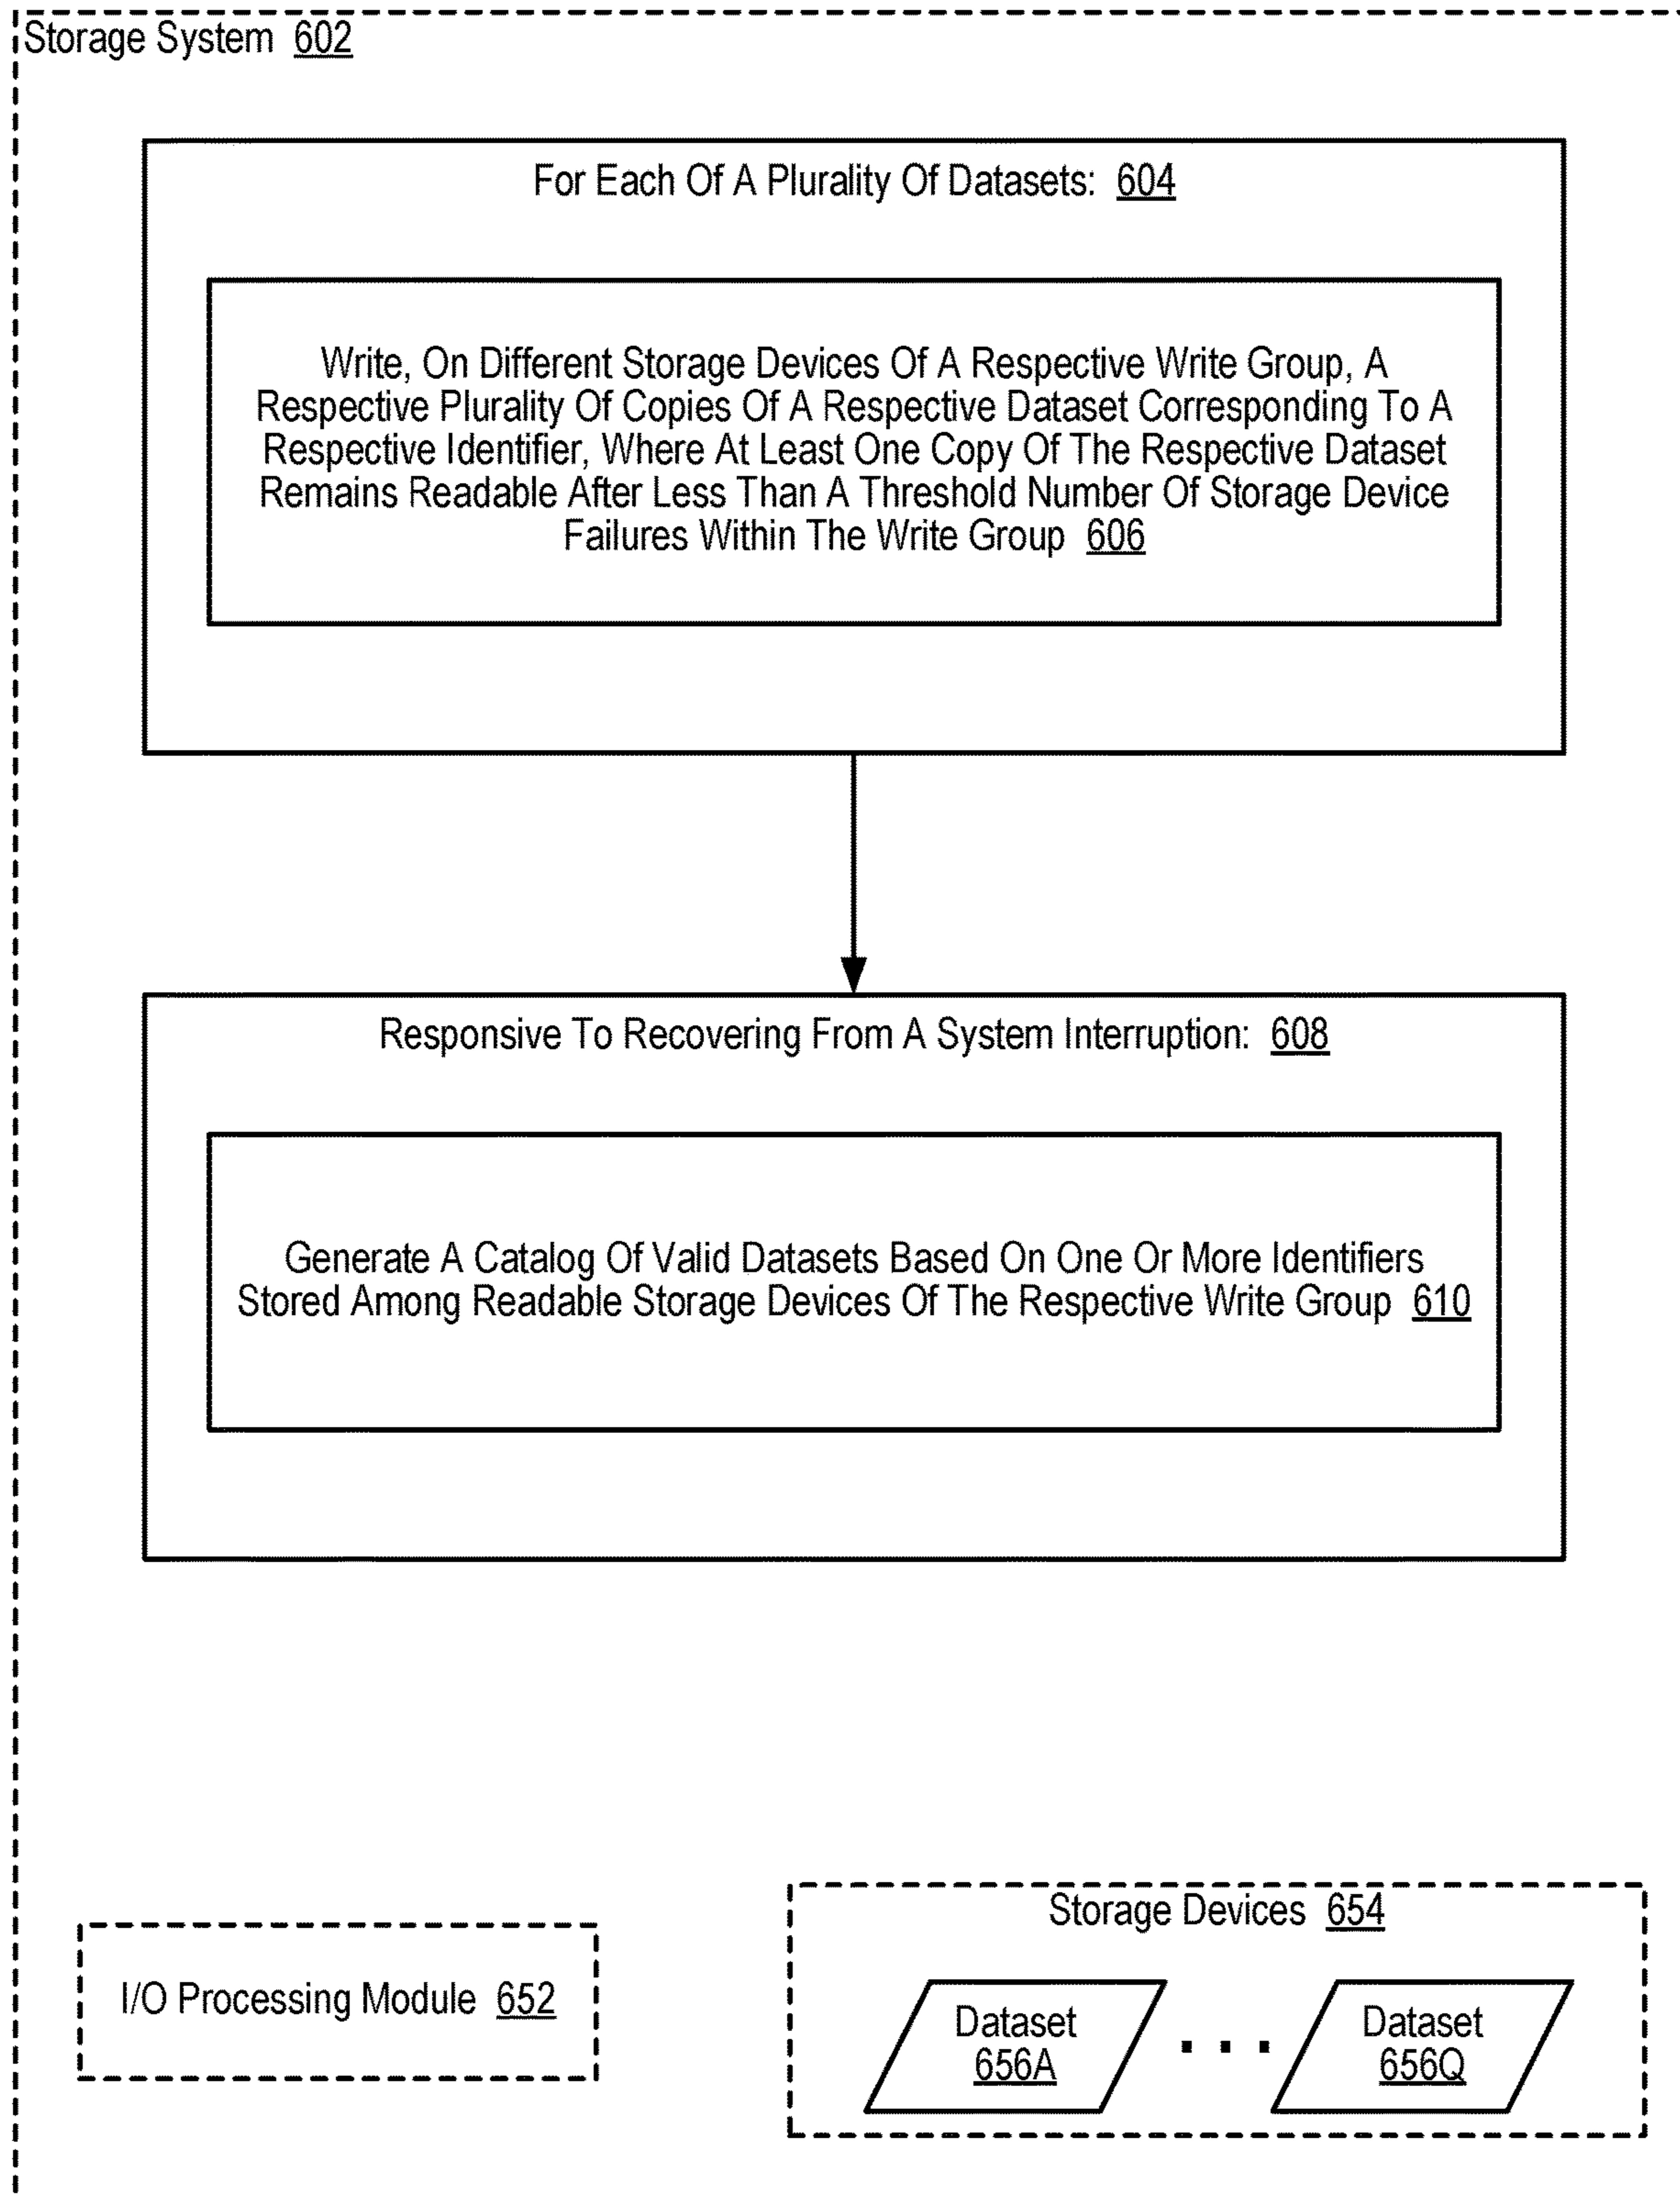 Storage System 602
For Each Of A Plurality Of Datasets: 604
Write, On Different Storage Devices Of A Respective Write Group, A
Respective Plurality Of Copies Of A Respective Dataset Corresponding To A
Respective Identifier, Where At Least One Copy Of The Respective Dataset
Remains Readable After Less Than A Threshold Number Of Storage Device
Failures Within The Write Group 606
Responsive To Recovering From A System Interruption: 608
Generate A Catalog Of Valid Datasets Based On One Or More Identifiers
Stored Among Readable Storage Devices Of The Respective Write Group 610
Storage Devices 654
I/O Processing Module 652
Dataset
656A
. . .
Dataset
656Q